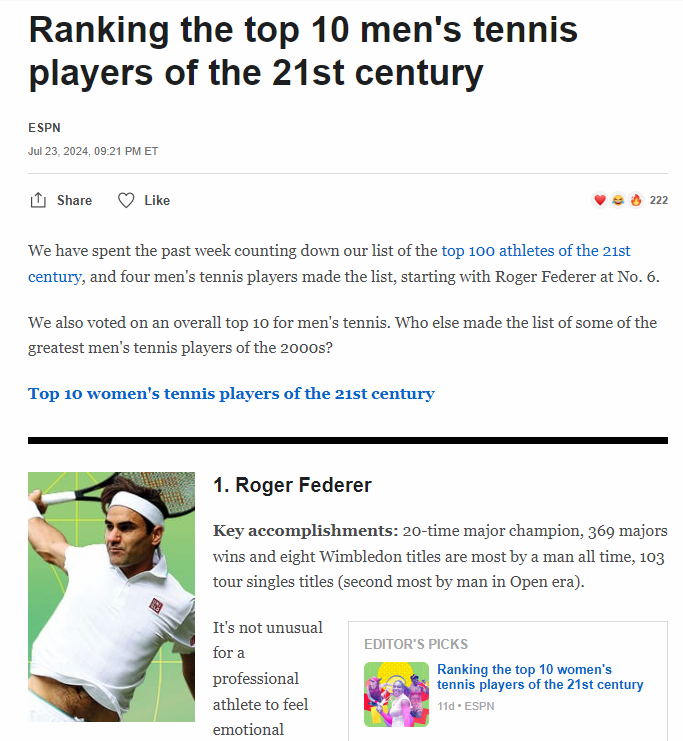 Ranking the top 10 men's tennis
players of the 21st century
ESPN
Jul 23, 2024, 09:21 PM ET
Share
Like
222
We have spent the past week counting down our list of the top 100 athletes of the 21st
century, and four men's tennis players made the list, starting with Roger Federer at No. 6.
We also voted on an overall top 10 for men's tennis. Who else made the list of some of the
greatest men's tennis players of the 2000s?
Top 10 women's tennis players of the 21st century
1. Roger Federer
Key accomplishments: 20-time major champion, 369 majors
wins and eight Wimbledon titles are most by a man all time, 103
tour singles titles (second most by man in Open era).
It's not unusual
for a
professional
athlete to feel
emotional
EDITOR'S PICKS
Ranking the top 10 women's
tennis players of the 21st century
11d • ESPN